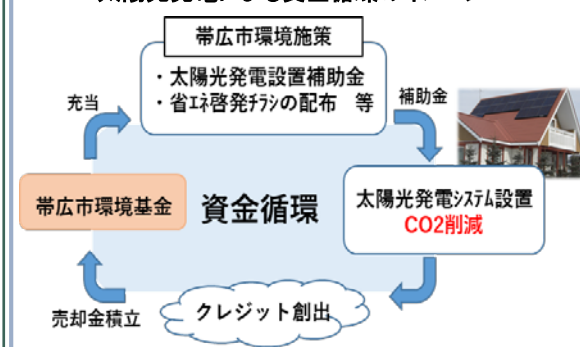 帯広市環境施策
・太陽光発電設置補助金
・省エネ啓発チラシの配布　等
充当
補助金
帯広市環境基金
資金循環
太陽光発電システム設置
CO2削減
売却金積立
クレジット創出